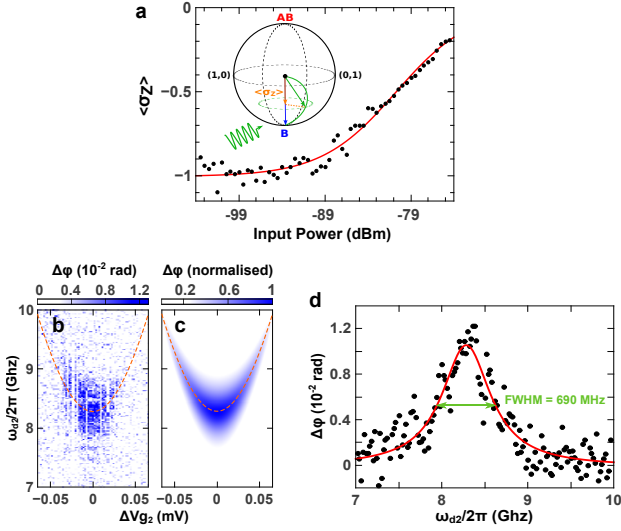 a
0
−0.5
−1
<σz>
AB
(1,0)
(0,1)
<σz>
B
-99
-89
-79
Input Power (dBm)
Δφ (10⁻² rad)
0
0.4
0.8
1.2
Δφ (normalised)
0
0.2
0.6
1
b
c
10
9
8
7
ωd2/2π (Ghz)
−0.05
0
0.05
−0.05
0
0.05
ΔVg₂ (mV)
d
1.2
0.8
0.4
0
Δφ (10⁻² rad)
FWHM = 690 MHz
7
8
9
10
ωd2/2π (Ghz)